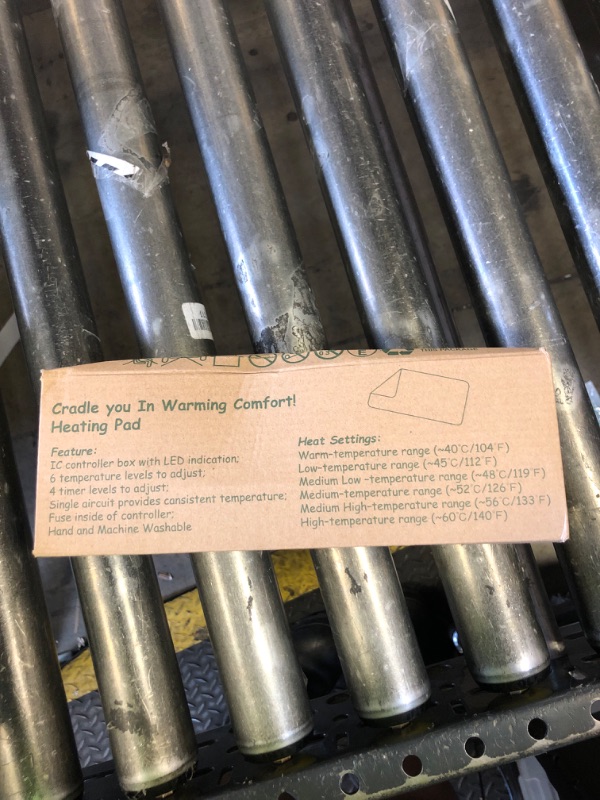 Cradle you In Warming Comfort!
Heating Pad
Feature:
IC controller box with LED indication;
6 temperature levels to adjust;
4 timer levels to adjust;
Single aircuit provides cansistent temperature;
Fuse inside of controller;
Hand and Machine Washable
Heat Settings:
Warm-temperature range (~40°C/104°F)
Low-temperature range (~45°C/112°F)
Medium Low -temperature range (~48°C/119°F)
Medium-temperature range (~52°C/126°F)
Medium High-temperature range (~56°C/133°F)
High-temperature range (~60°C/140°F)